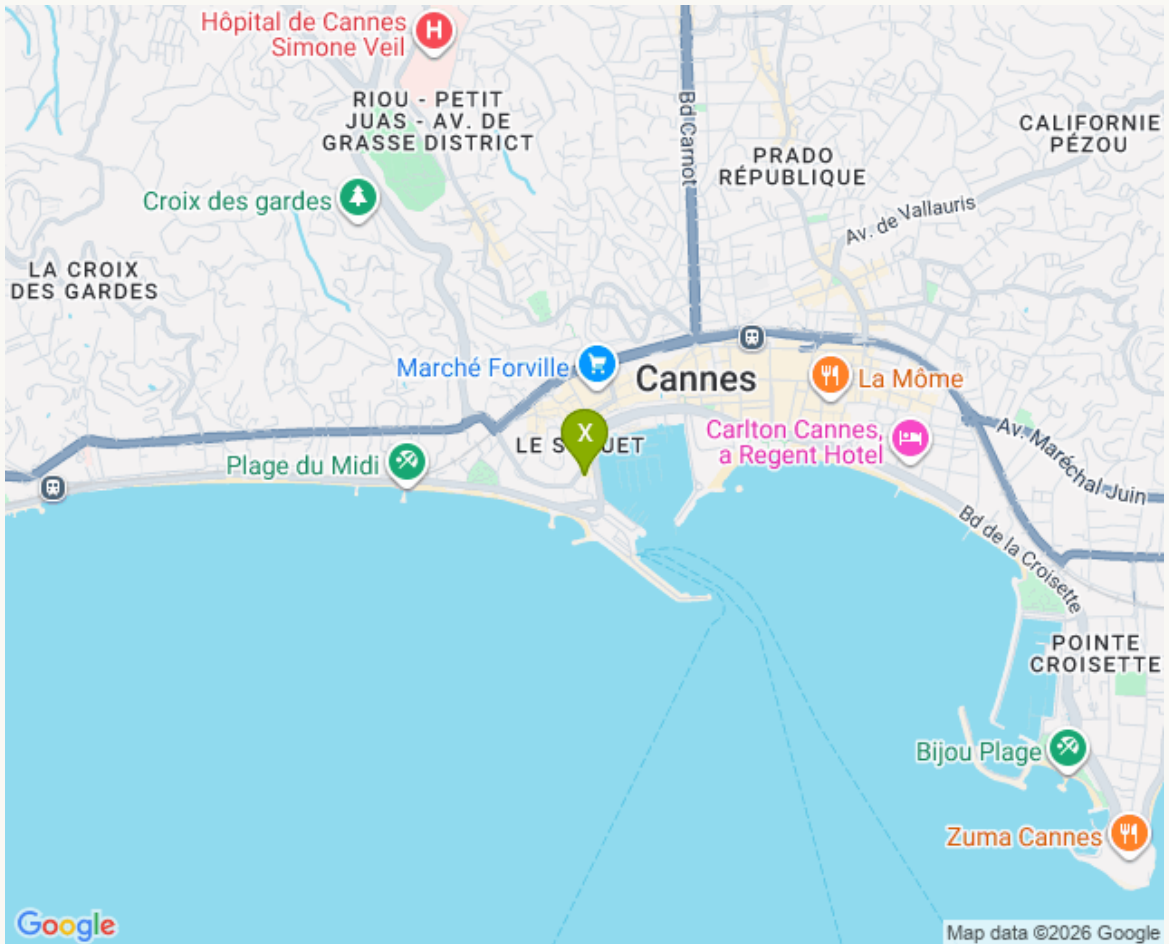 Hôpital de Cannes
Simone Veil
RIOU - PETIT
JUAS - AV. DE
GRASSE DISTRICT
Bd Carnot
CALIFORNIE
PÉZOU
PRADO
RÉPUBLIQUE
Croix des gardes
Av. de Vallauris
LA CROIX
DES GARDES
Marché Forville
Cannes
La Môme
X
LE S UET
Carlton Cannes,
a Regent Hotel
Av. Maréchal Juin
Plage du Midi
Bd de la Croisette
POINTE
CROISETTE
Bijou Plage
Zuma Cannes
Google
Map data ©2026 Google